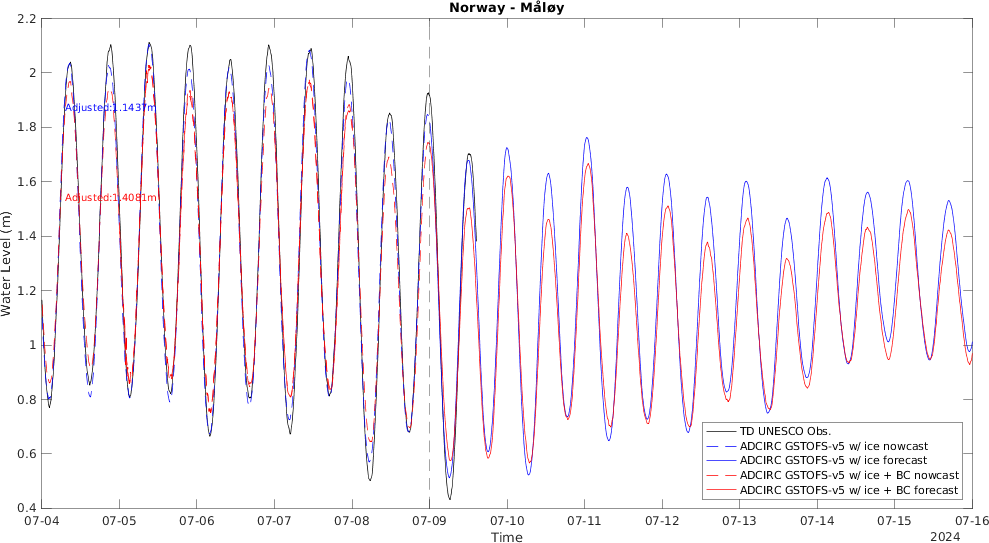 Norway - Måløy
2.2
2
1.8
1.6
1.4
1.2
1
0.8
0.6
0.4
Water Level (m)
Adjusted:1.1437m
Adjusted:1.4081m
TD UNESCO Obs.
ADCIRC GSTOFS-v5 w/ ice nowcast
ADCIRC GSTOFS-v5 w/ ice forecast
ADCIRC GSTOFS-v5 w/ ice + BC nowcast
ADCIRC GSTOFS-v5 w/ ice + BC forecast
07-04 07-05 07-06 07-07 07-08 07-09 07-10 07-11 07-12 07-13 07-14 07-15 07-16
Time
2024